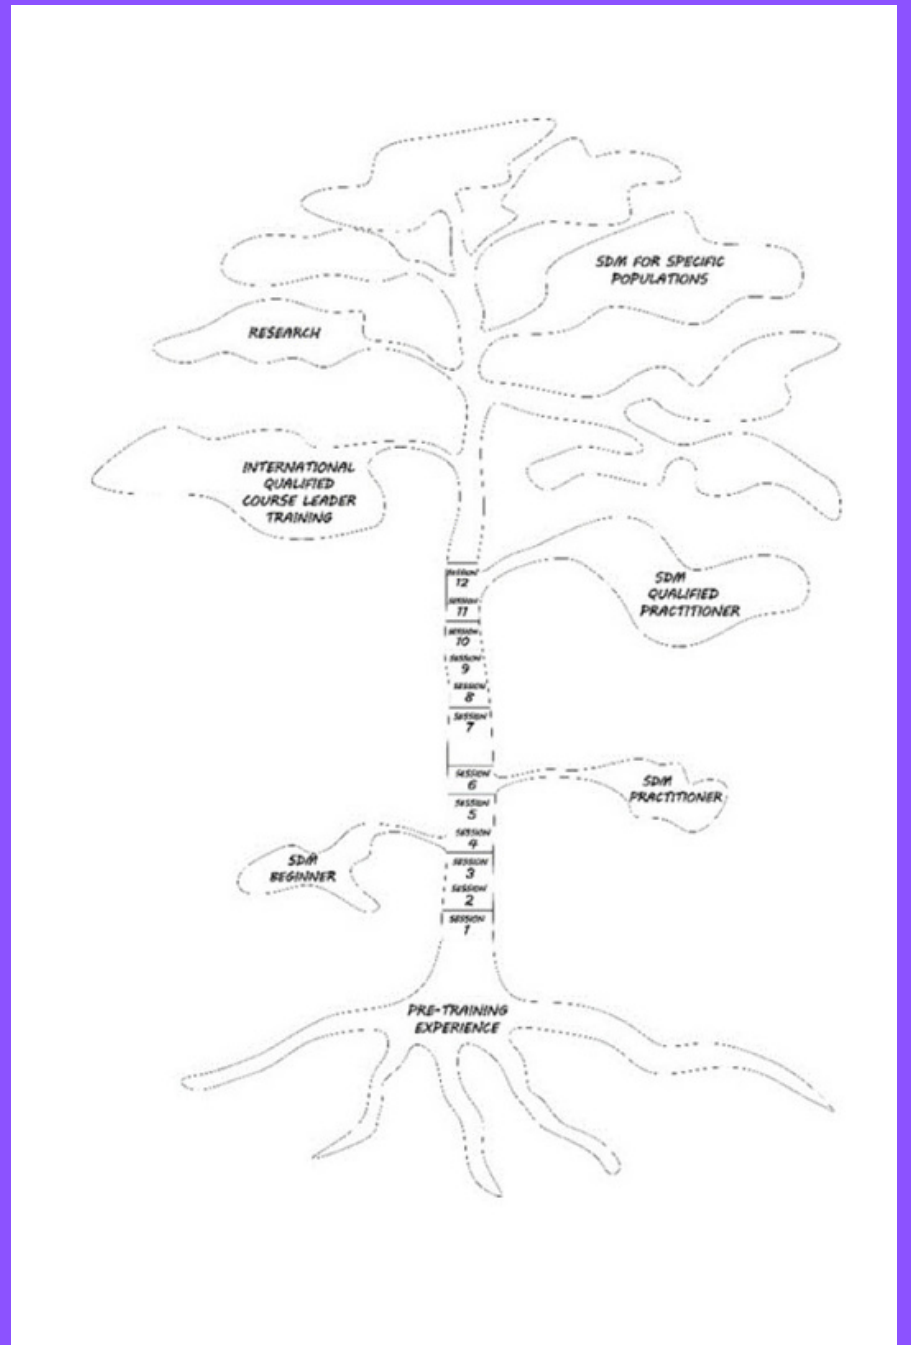 SDM FOR SPECIFIC
POPULATIONS
RESEARCH
INTERNATIONAL
QUALIFIED
COURSE LEADER
TRAINING
SESSION
12
SDM
QUALIFIED
PRACTITIONER
SESSION
11
SESSION
10
SESSION
9
SESSION
8
SESSION
7
SESSION
6
SDM
PRACTITIONER
SESSION
5
SESSION
4
SDM
BEGINNER
SESSION
3
SESSION
2
SESSION
1
PRE-TRAINING
EXPERIENCE